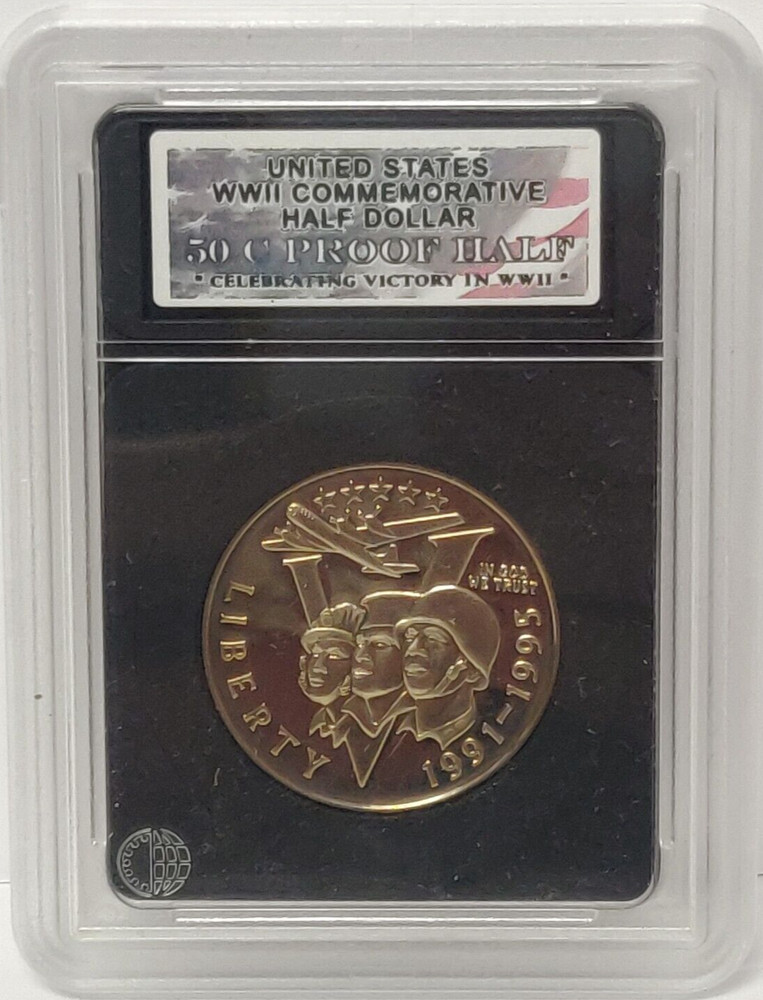 UNITED STATES
WWII COMMEMORATIVE
HALF DOLLAR
50 C PROOF HALF
" CELEBRATING VICTORY IN WWII "
IN GOD
WE TRUST
LIBERTY
1991-1995